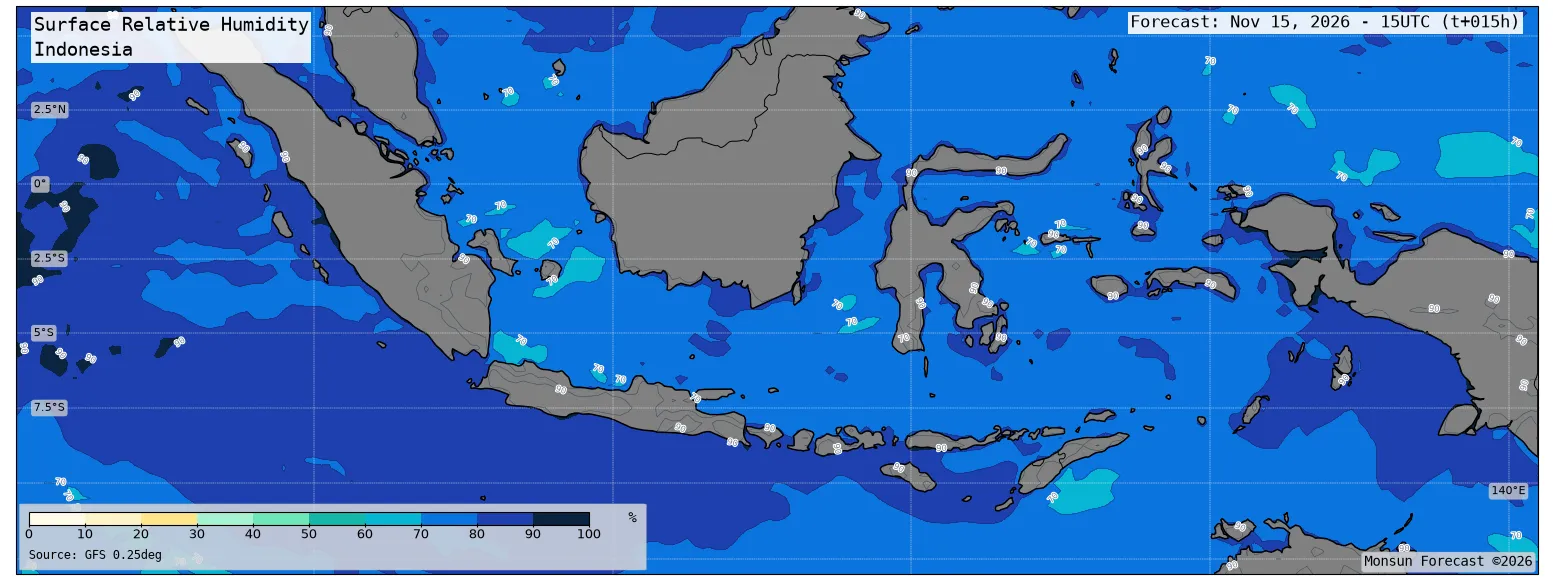 Surface Relative Humidity
Indonesia
Forecast: Nov 15, 2026 - 15UTC (t+015h)
2.5°N
0°
2.5°S
5°S
7.5°S
140°E
0 10 20 30 40 50 60 70 80 90 100
%
Source: GFS 0.25deg
Monsun Forecast ©2026